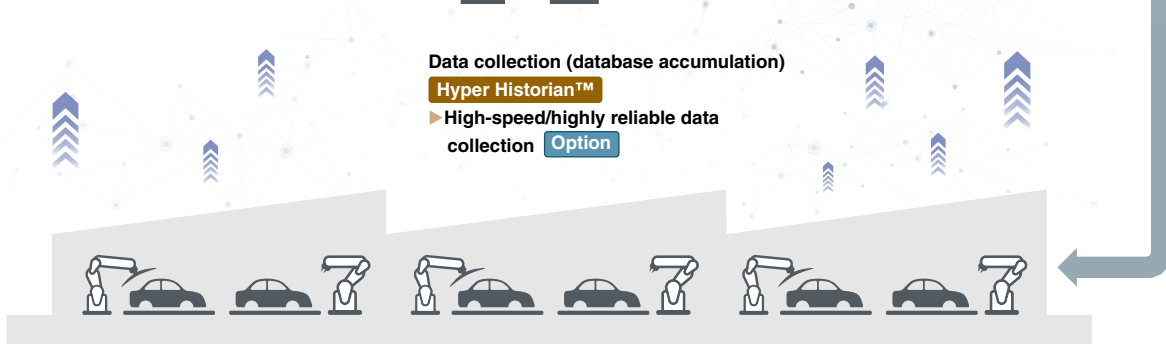 Data collection (database accumulation)
Hyper Historian™
▶High-speed/highly reliable data
collection Option